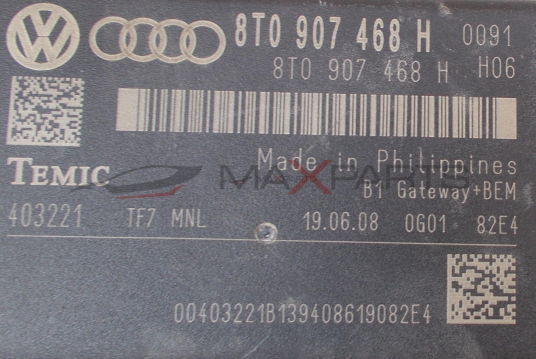 8T0 907 468 H 0091
8T0 907 468 H H06
TEMIC
Made in Philippines
MAXPARTS
B1 Gateway+BEM
403221 TF7 MNL 19.06.08 0G01 82E4
00403221B139408619082E4